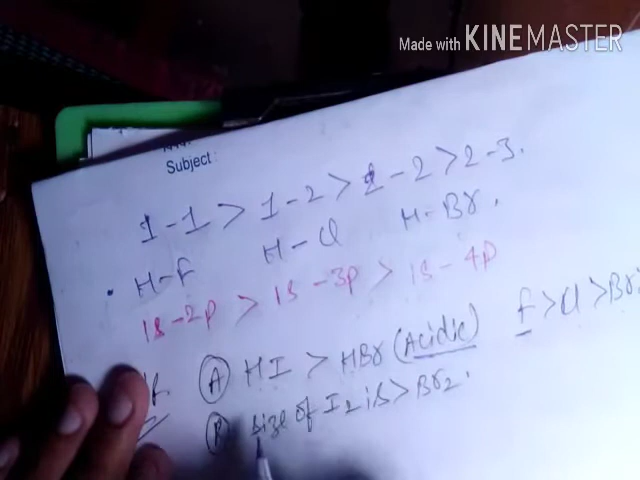 Made with KINEMASTER
Subject :
1-1 > 1-2 > 2-2 > 2-3.
H-F H-Cl H-Br.
1s-2p > 1s-3p > 1s-4p
(A) HI > HBr (Acidic) F > Cl > Br
(R) size of I2 is > Br2.